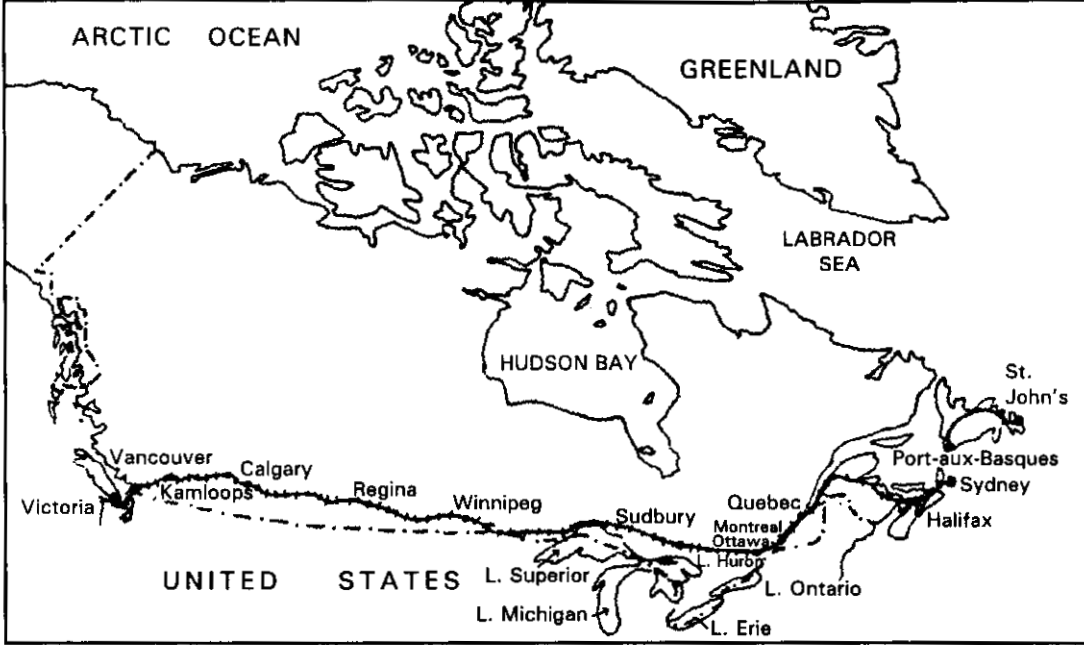 ARCTIC OCEAN
GREENLAND
LABRADOR
SEA
HUDSON BAY
St.
John's
Vancouver
Calgary
Port-aux-Basques
Kamloops
Regina
Sydney
Victoria
Winnipeg
Quebec
Sudbury
Halifax
Montreal
Ottawa
L. Huron
UNITED STATES
L. Superior
L. Ontario
L. Michigan
L. Erie